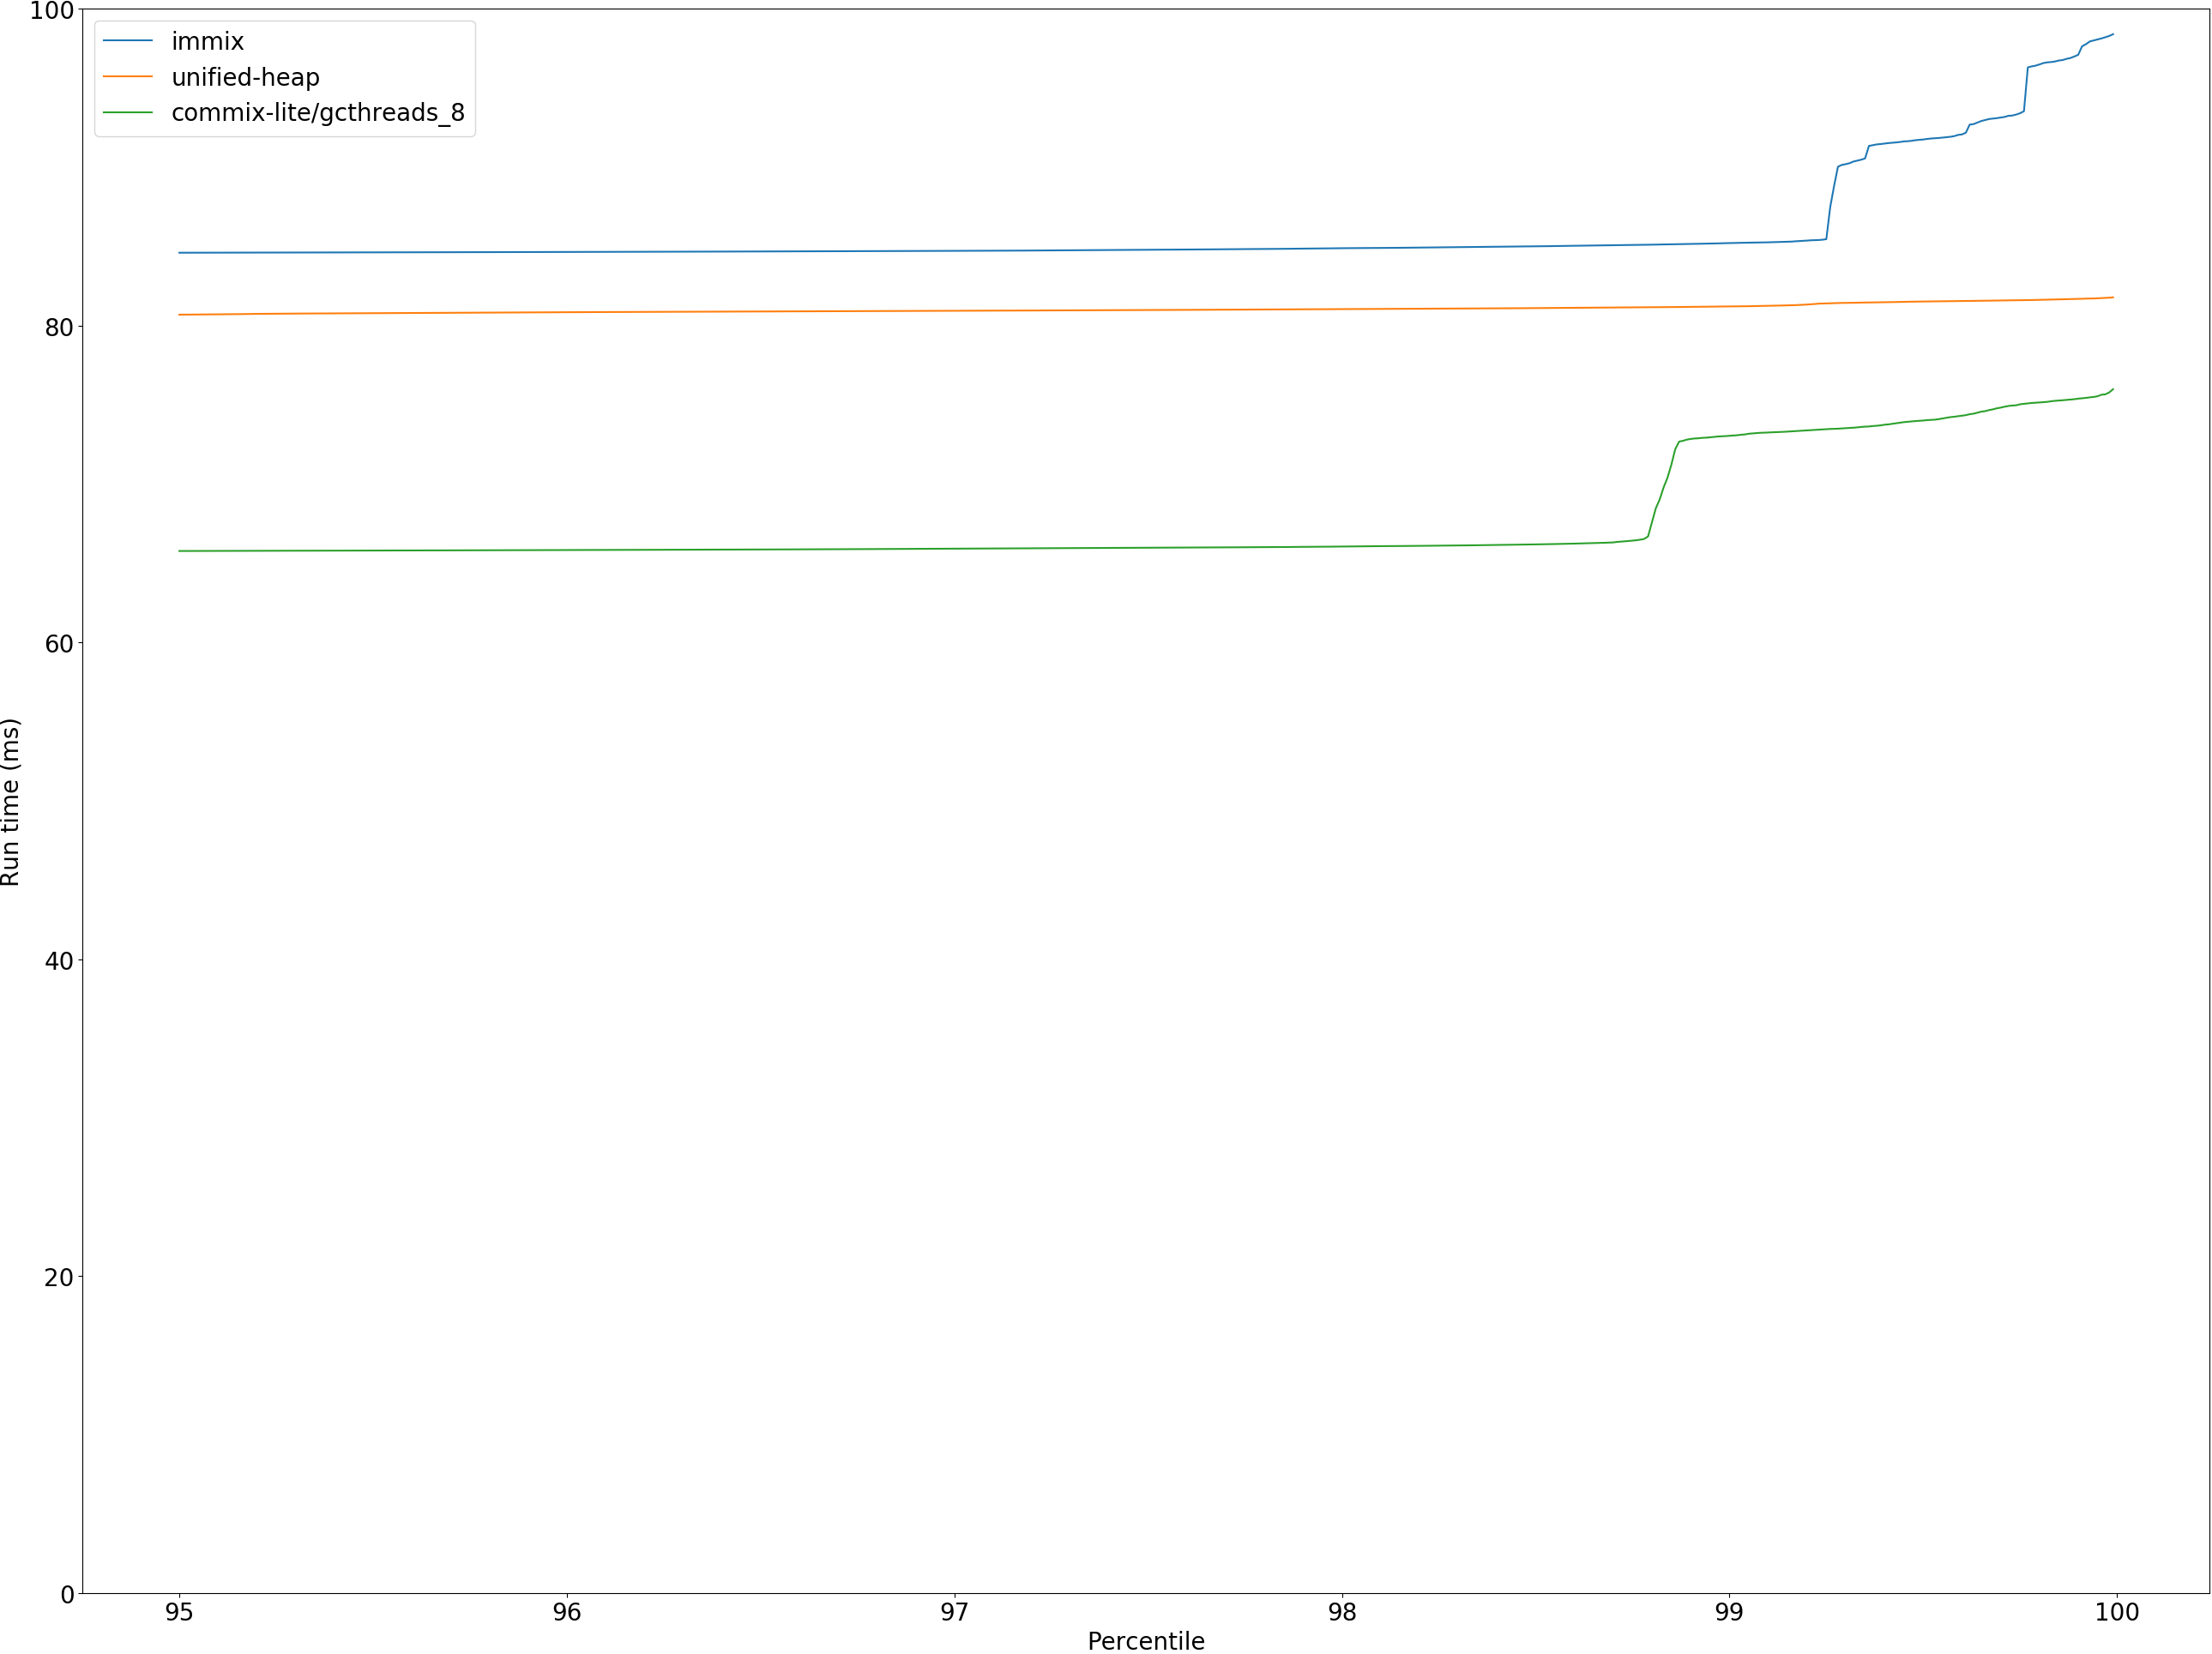 immix
unified-heap
commix-lite/gcthreads_8
100
80
60
40
20
0
Run time (ms)
95 96 97 98 99 100
Percentile